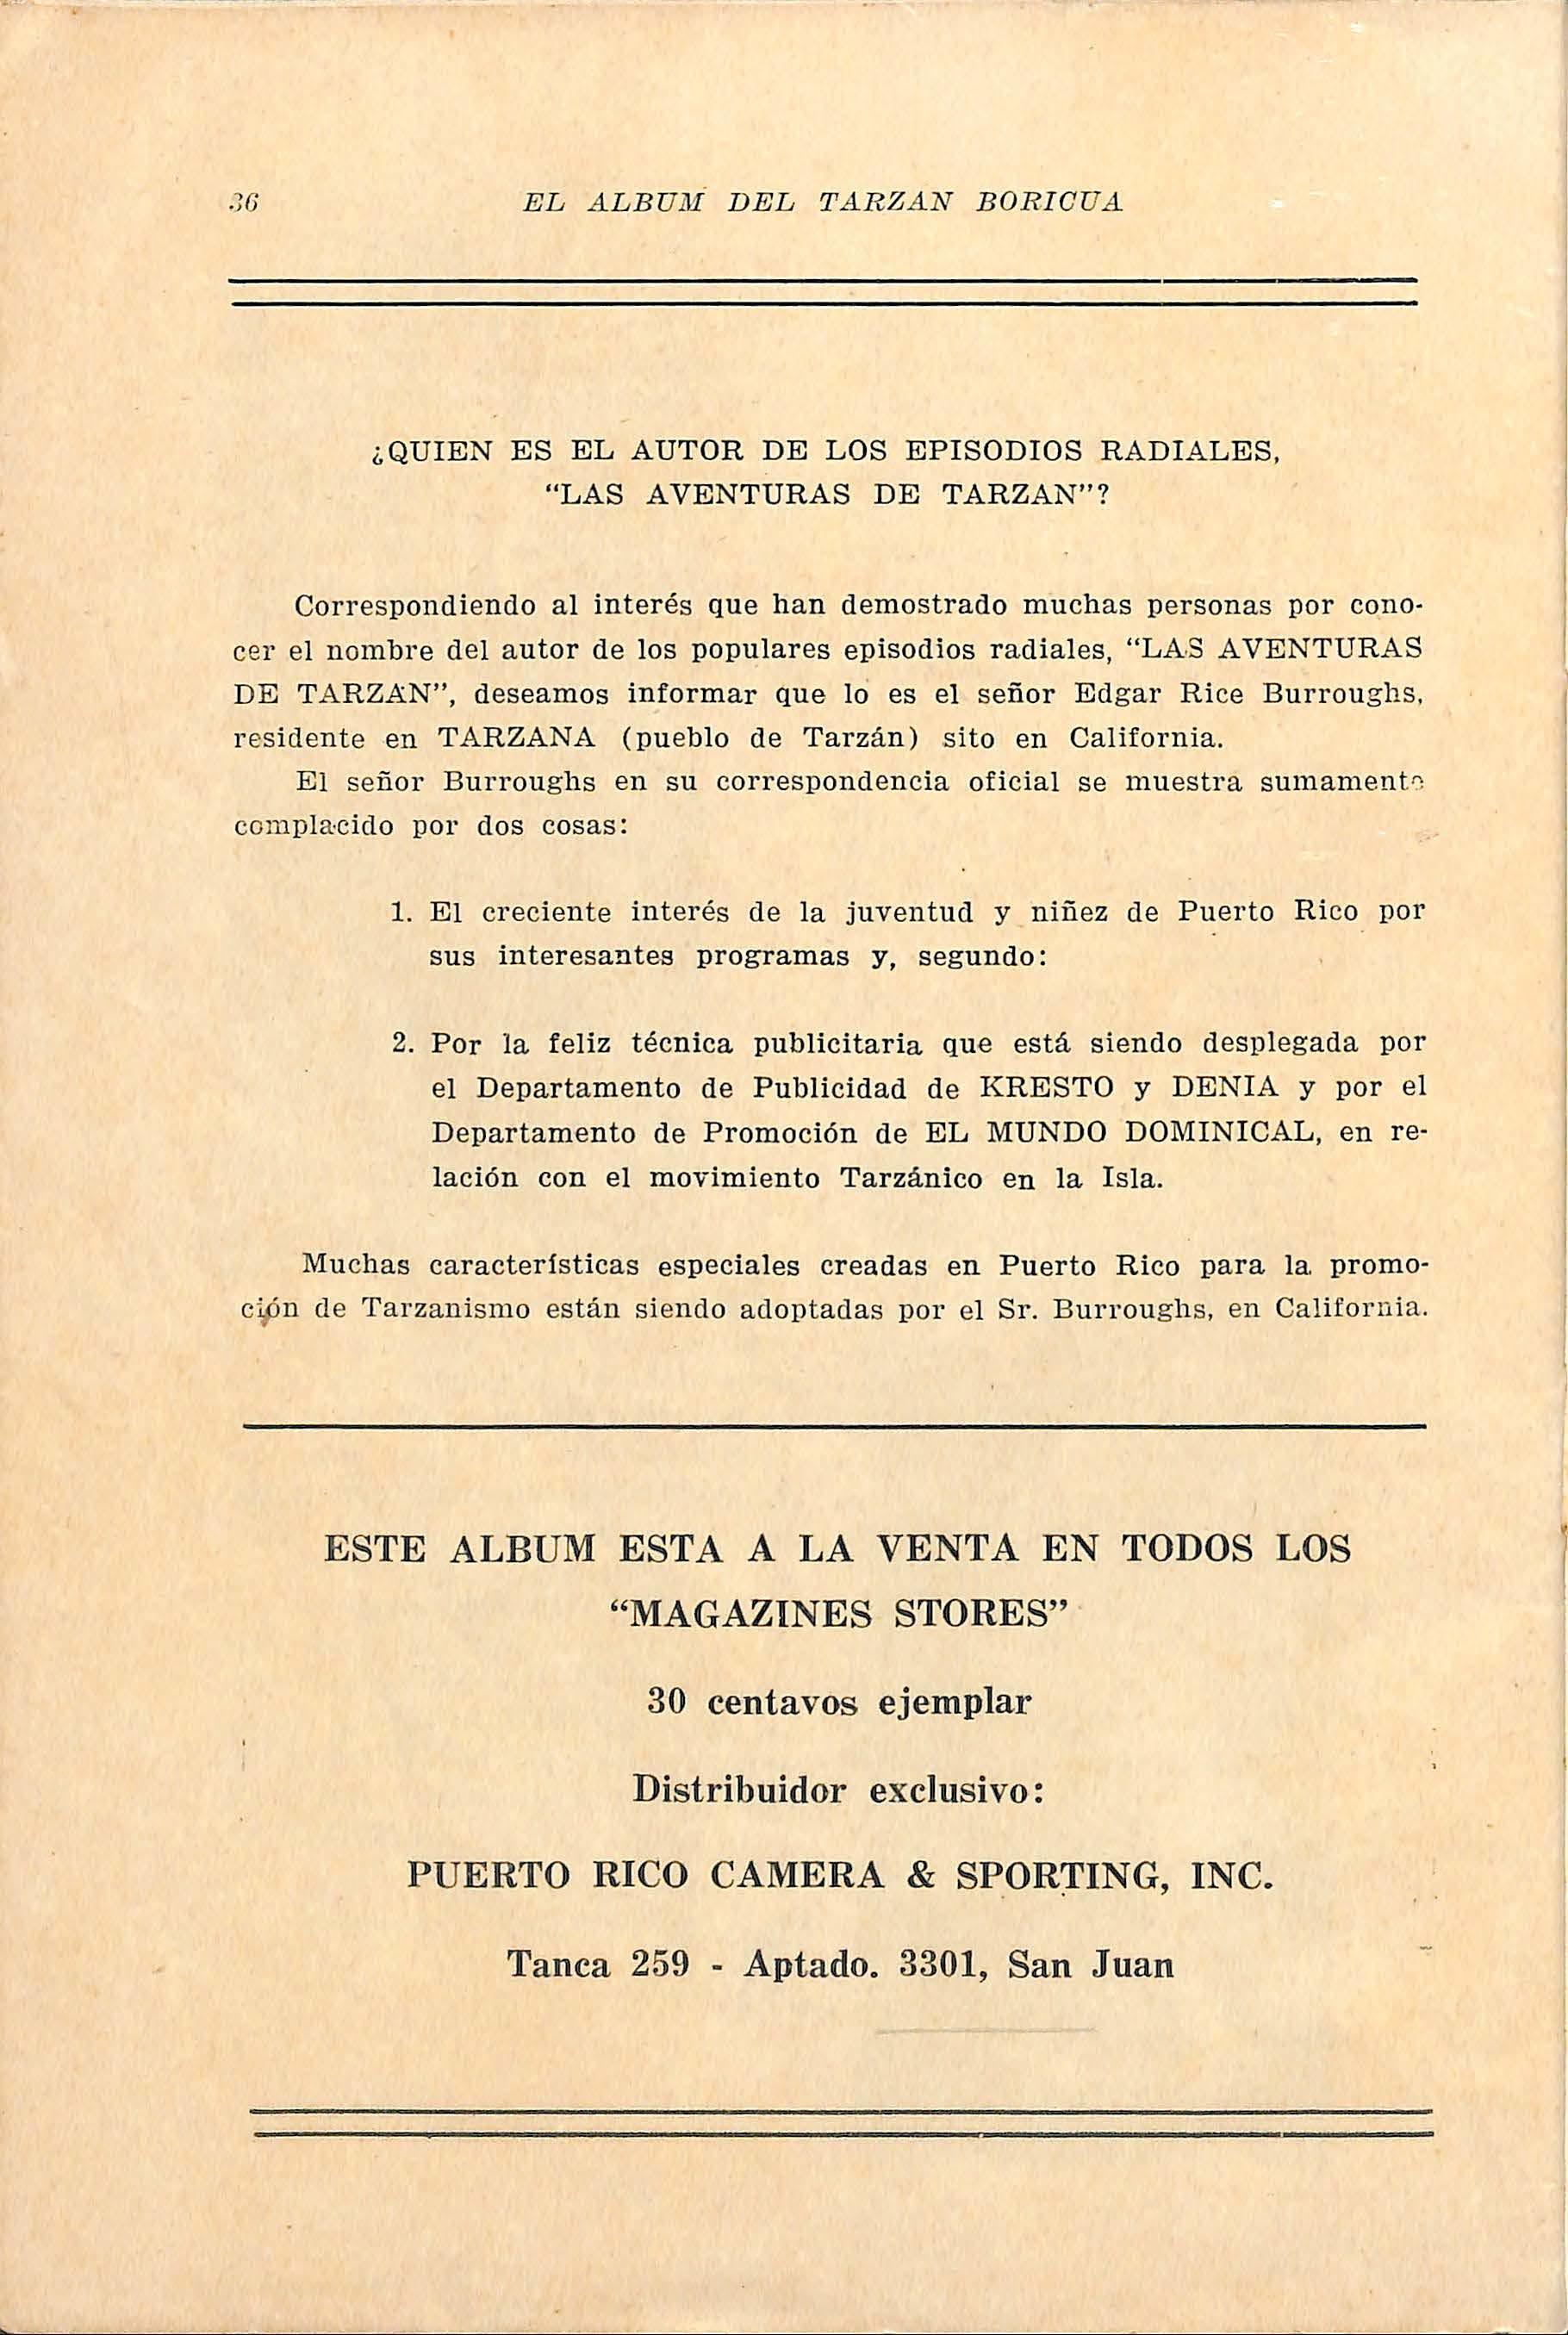 36 EL ALBUM DEL TARZAN BORICUA
¿QUIEN ES EL AUTOR DE LOS EPISODIOS RADIALES,
“LAS AVENTURAS DE TARZAN”?
Correspondiendo al interés que han demostrado muchas personas por cono-
cer el nombre del autor de los populares episodios radiales, “LAS AVENTURAS
DE TARZAN”, deseamos informar que lo es el señor Edgar Rice Burroughs,
residente en TARZANA (pueblo de Tarzán) sito en California.
El señor Burroughs en su correspondencia oficial se muestra sumamente
complacido por dos cosas:
1. El creciente interés de la juventud y niñez de Puerto Rico por
sus interesantes programas y, segundo:
2. Por la feliz técnica publicitaria que está siendo desplegada por
el Departamento de Publicidad de KRESTO y DENIA y por el
Departamento de Promoción de EL MUNDO DOMINICAL, en re-
lación con el movimiento Tarzánico en la Isla.
Muchas características especiales creadas en Puerto Rico para la promo-
ción de Tarzanismo están siendo adoptadas por el Sr. Burroughs, en California.
ESTE ALBUM ESTA A LA VENTA EN TODOS LOS
“MAGAZINES STORES”
30 centavos ejemplar
Distribuidor exclusivo:
PUERTO RICO CAMERA & SPORTING, INC.
Tanca 259 - Aptado. 3301, San Juan